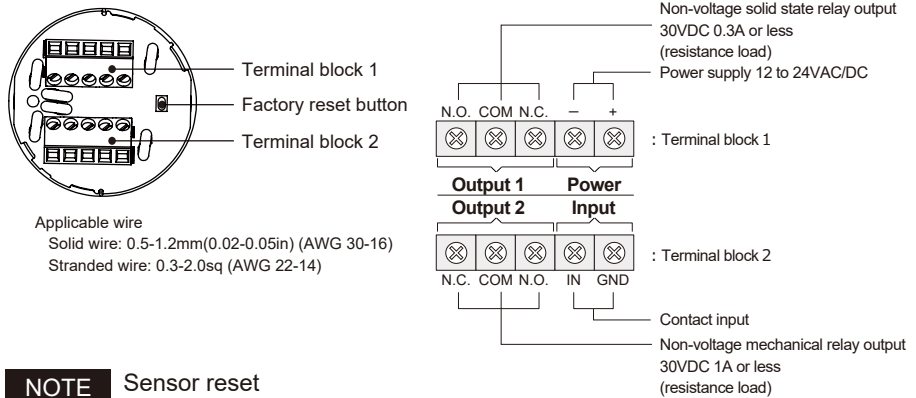 Terminal block 1
Factory reset button
Terminal block 2
Applicable wire
Solid wire: 0.5-1.2mm(0.02-0.05in) (AWG 30-16)
Stranded wire: 0.3-2.0sq (AWG 22-14)
Non-voltage solid state relay output
30VDC 0.3A or less
(resistance load)
Power supply 12 to 24VAC/DC
N.O. COM N.C. － +
: Terminal block 1
Output 1 Power
Output 2 Input
: Terminal block 2
N.C. COM N.O. IN GND
Contact input
Non-voltage mechanical relay output
30VDC 1A or less
(resistance load)
NOTE Sensor reset